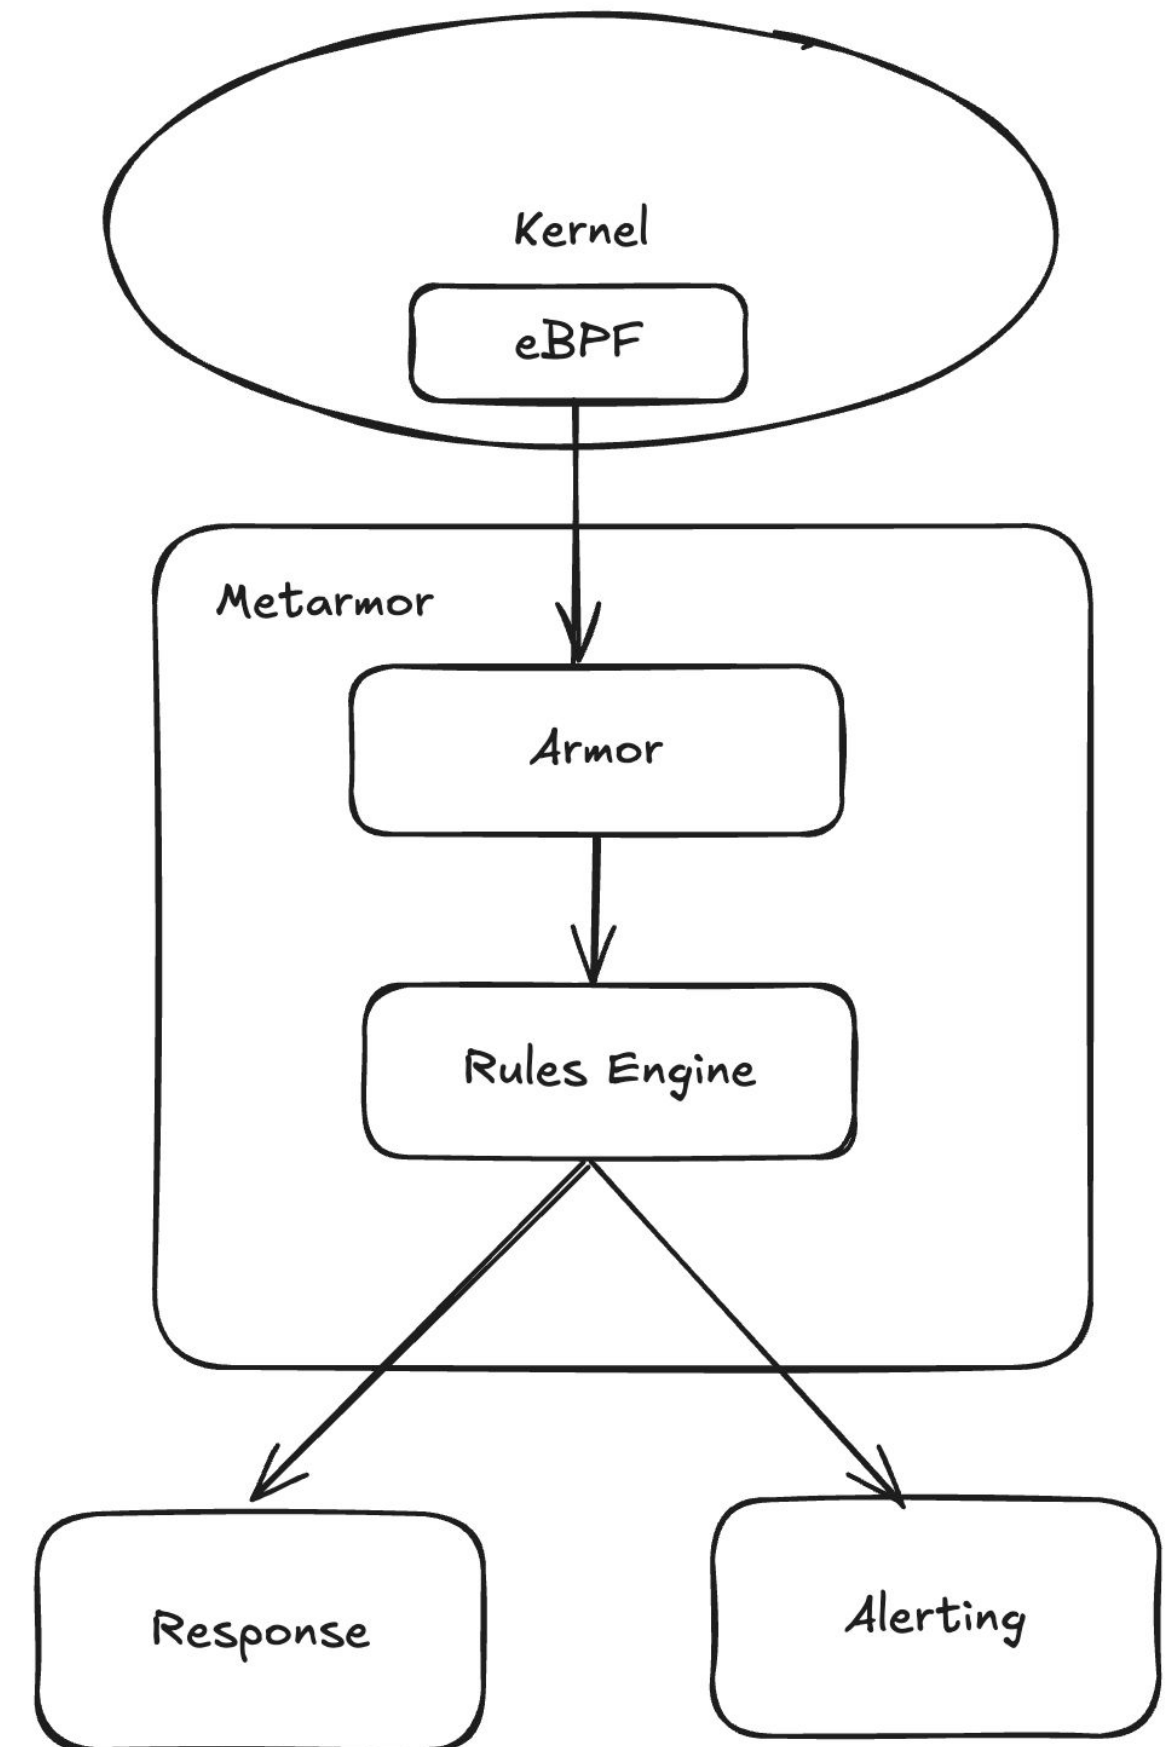 Kernel
eBPF
Metarmor
Armor
Rules Engine
Response
Alerting